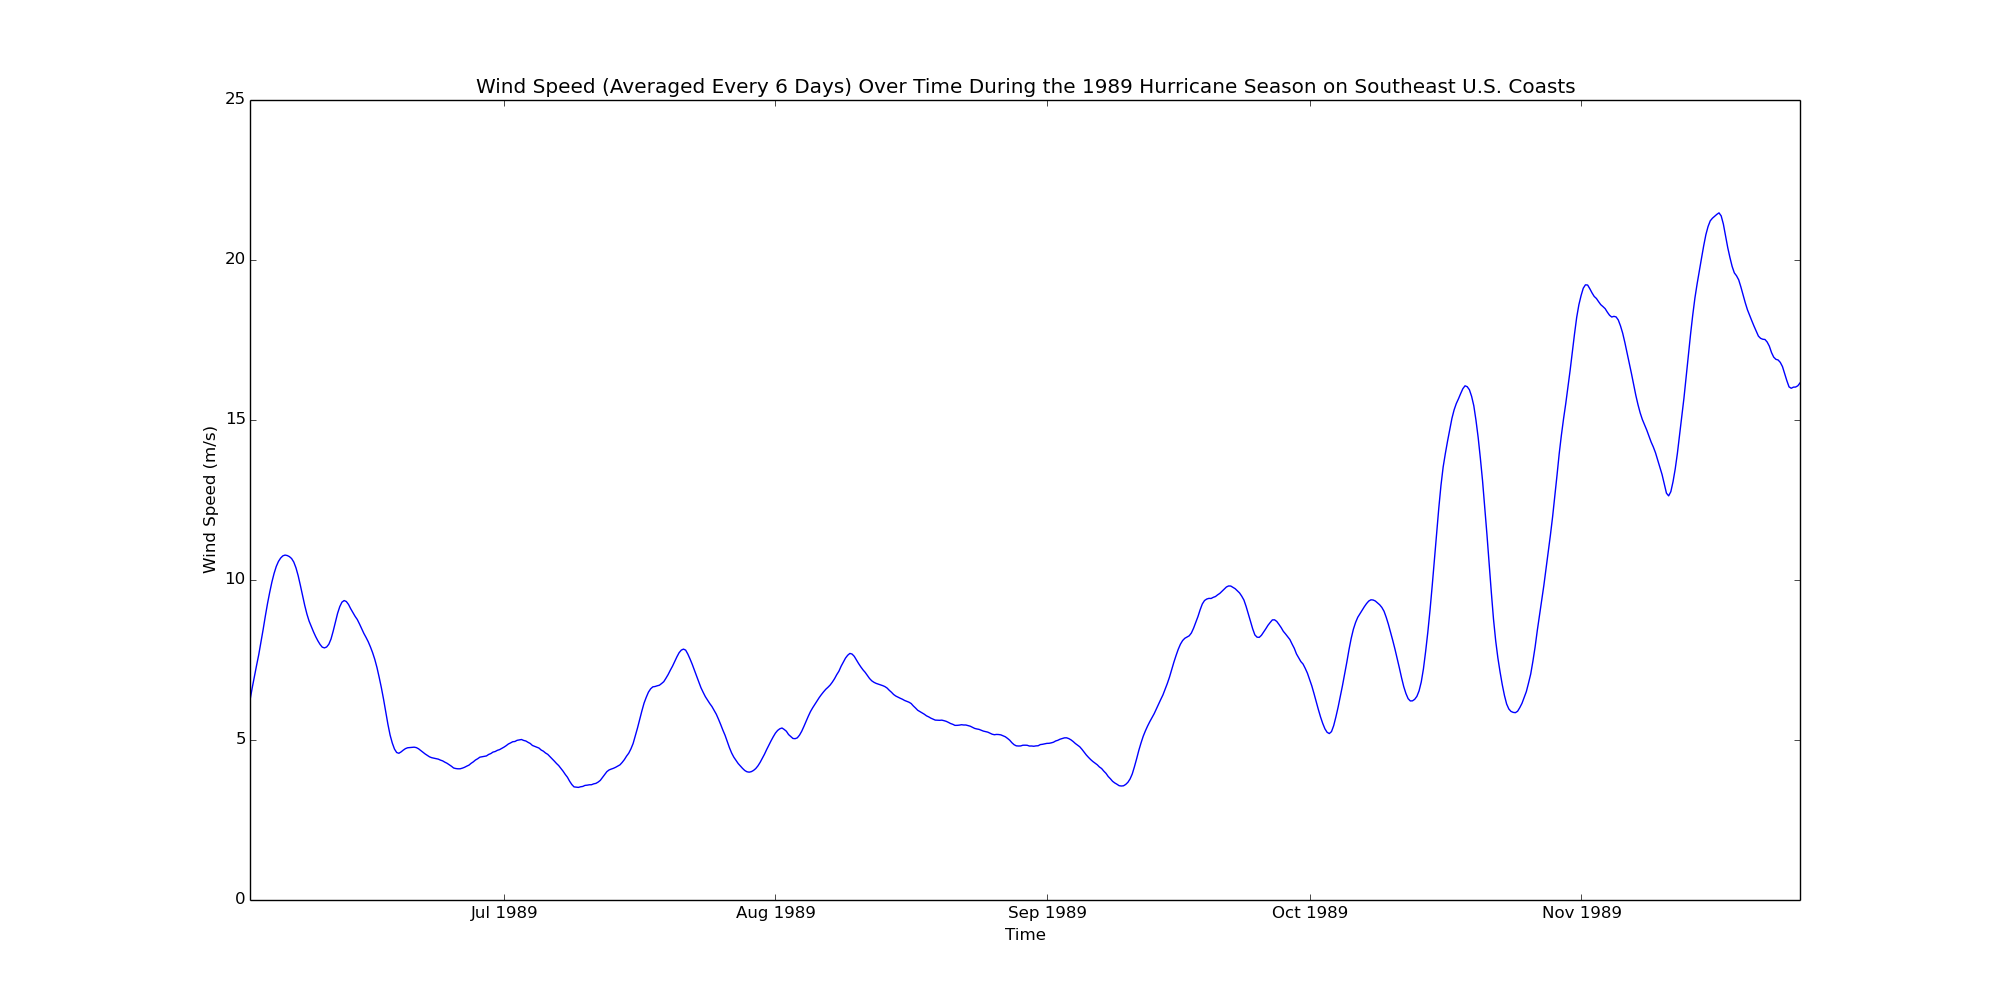 Wind Speed (Averaged Every 6 Days) Over Time During the 1989 Hurricane Season on Southeast U.S. Coasts
25
20
15
10
5
0
Wind Speed (m/s)
Jul 1989
Aug 1989
Sep 1989
Oct 1989
Nov 1989
Time